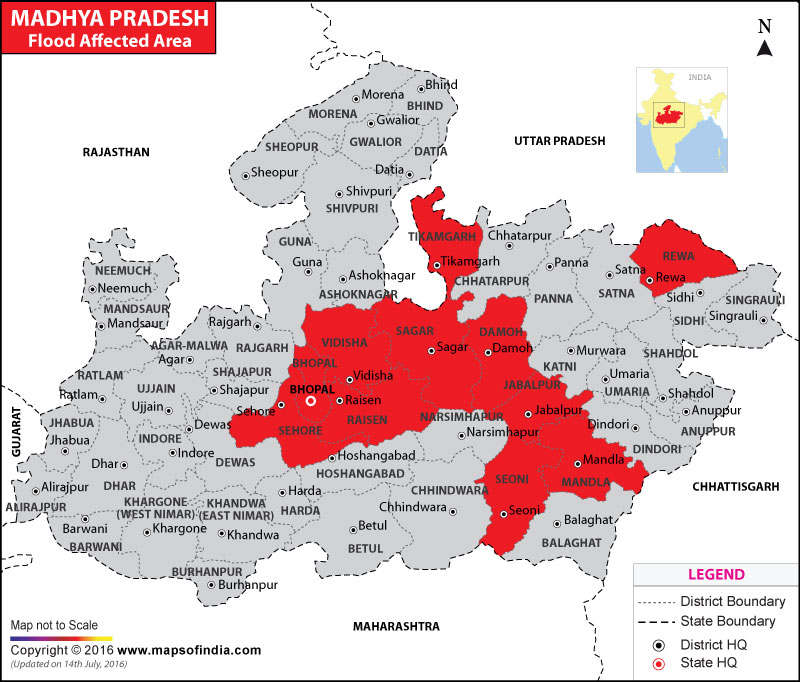 MADHYA PRADESH
Flood Affected Area
N
INDIA
RAJASTHAN
UTTAR PRADESH
GUJARAT
CHHATTISGARH
MAHARASHTRA
Bhind
Morena
BHIND
MORENA
Gwalior
SHEOPUR
GWALIOR
DATIA
Sheopur
Datia
Shivpuri
SHIVPURI
TIKAMGARH
Chhatarpur
REWA
GUNA
Guna
Tikamgarh
Panna
Satna
Rewa
NEEMUCH
Neemuch
Ashoknagar
ASHOKNAGAR
CHHATARPUR
PANNA
SATNA
Sidhi
SINGRAULI
MANDSAUR
Mandsaur
Rajgarh
SAGAR
DAMOH
SIDHI
Singrauli
AGAR-MALWA
Agar
RAJGARH
VIDISHA
Sagar
Damoh
Murwara
SHAHDOL
BHOPAL
KATNI
RATLAM
SHAJAPUR
Vidisha
Umaria
UJJAIN
Shajapur
BHOPAL
JABALPUR
UMARIA
Shahdol
Ratlam
Ujjain
Sehore
Raisen
Jabalpur
Anuppur
JHABUA
Dewas
SEHORE
RAISEN
NARSIMHAPUR
Dindori
ANUPPUR
Jhabua
INDORE
Narsimhapur
DINDORI
Dhar
Indore
DEWAS
Hoshangabad
Mandla
HOSHANGABAD
SEONI
MANDLA
Alirajpur
DHAR
Harda
CHHINDWARA
ALIRAJPUR
KHARGONE
(WEST NIMAR)
KHANDWA
(EAST NIMAR)
HARDA
Chhindwara
Seoni
Barwani
Khargone
Khandwa
Betul
Balaghat
BARWANI
BETUL
BALAGHAT
BURHANPUR
Burhanpur
LEGEND
District Boundary
State Boundary
District HQ
State HQ
Map not to Scale
Copyright © 2016 www.mapsofindia.com
(Updated on 14th July, 2016)